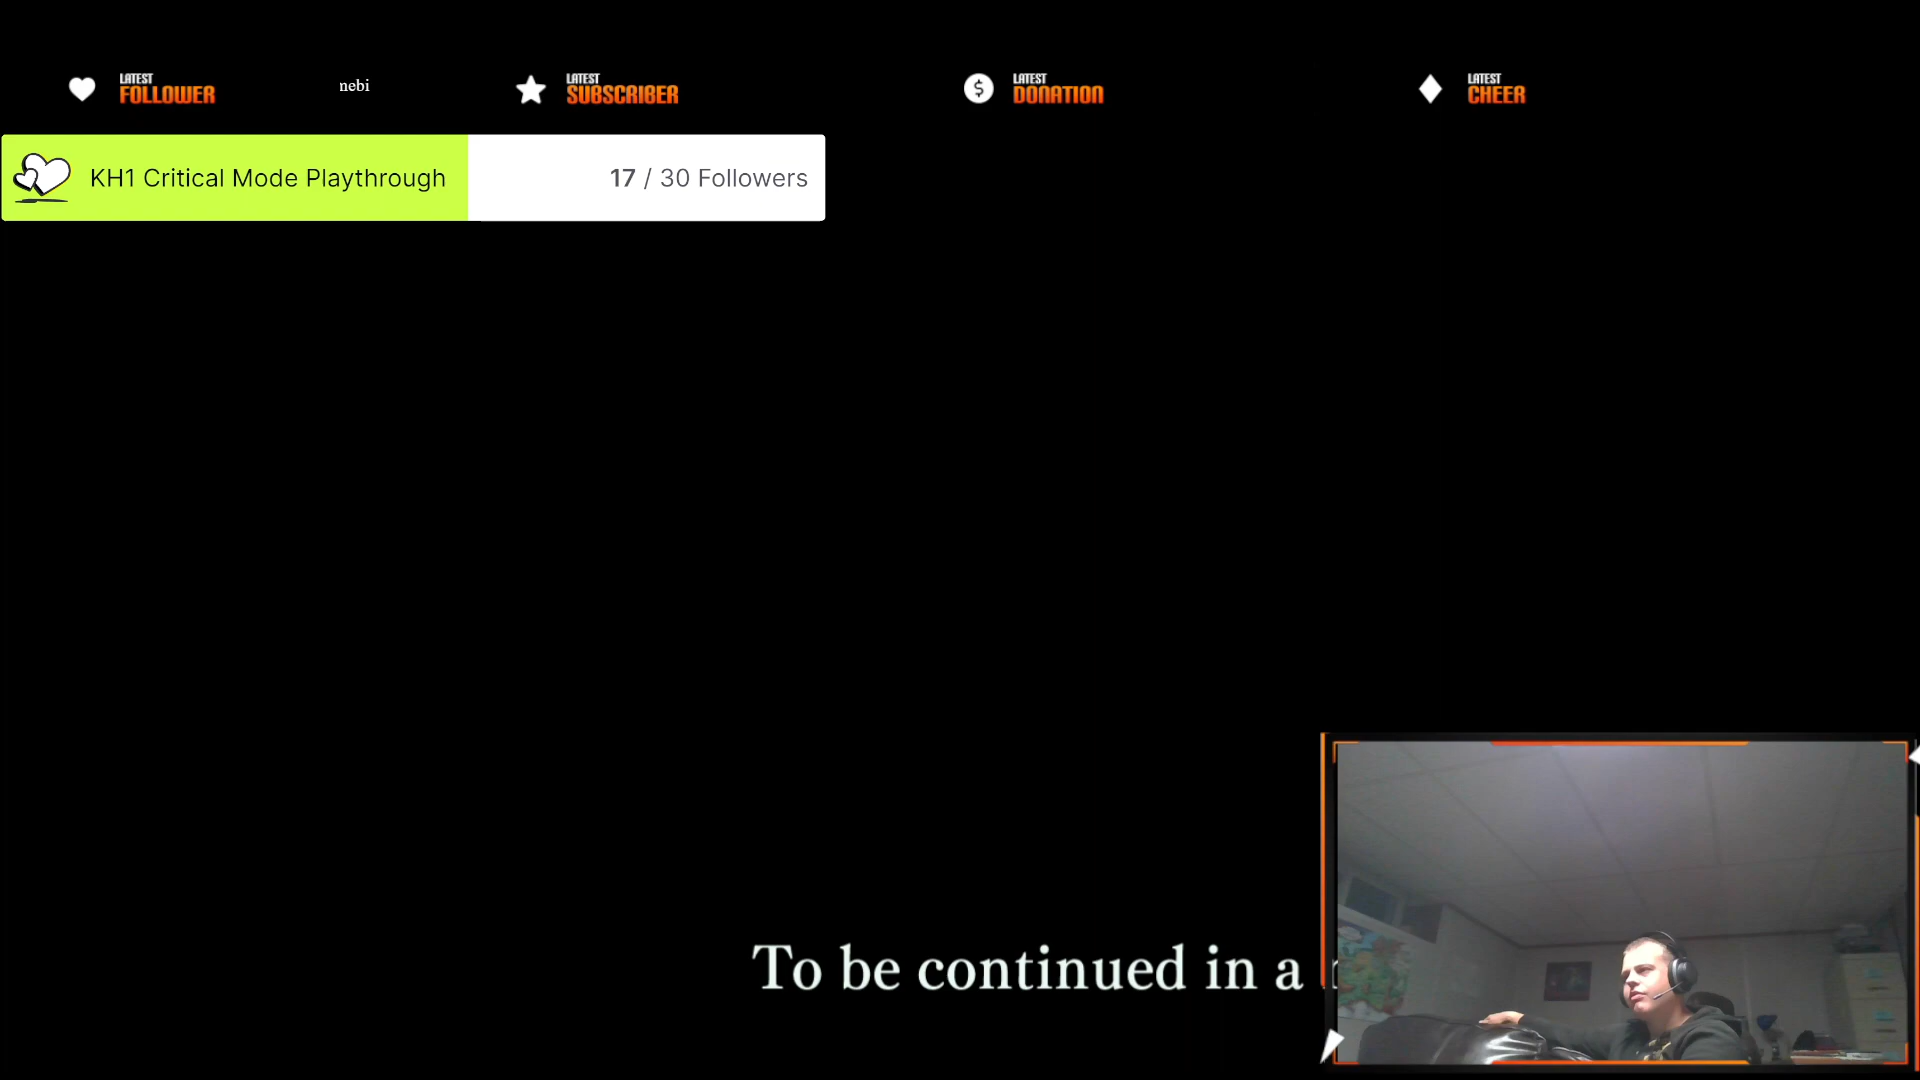 LATEST
FOLLOWER
nebi
LATEST
SUBSCRIBER
LATEST
DONATION
LATEST
CHEER
KH1 Critical Mode Playthrough
17 / 30 Followers
To be continued in a